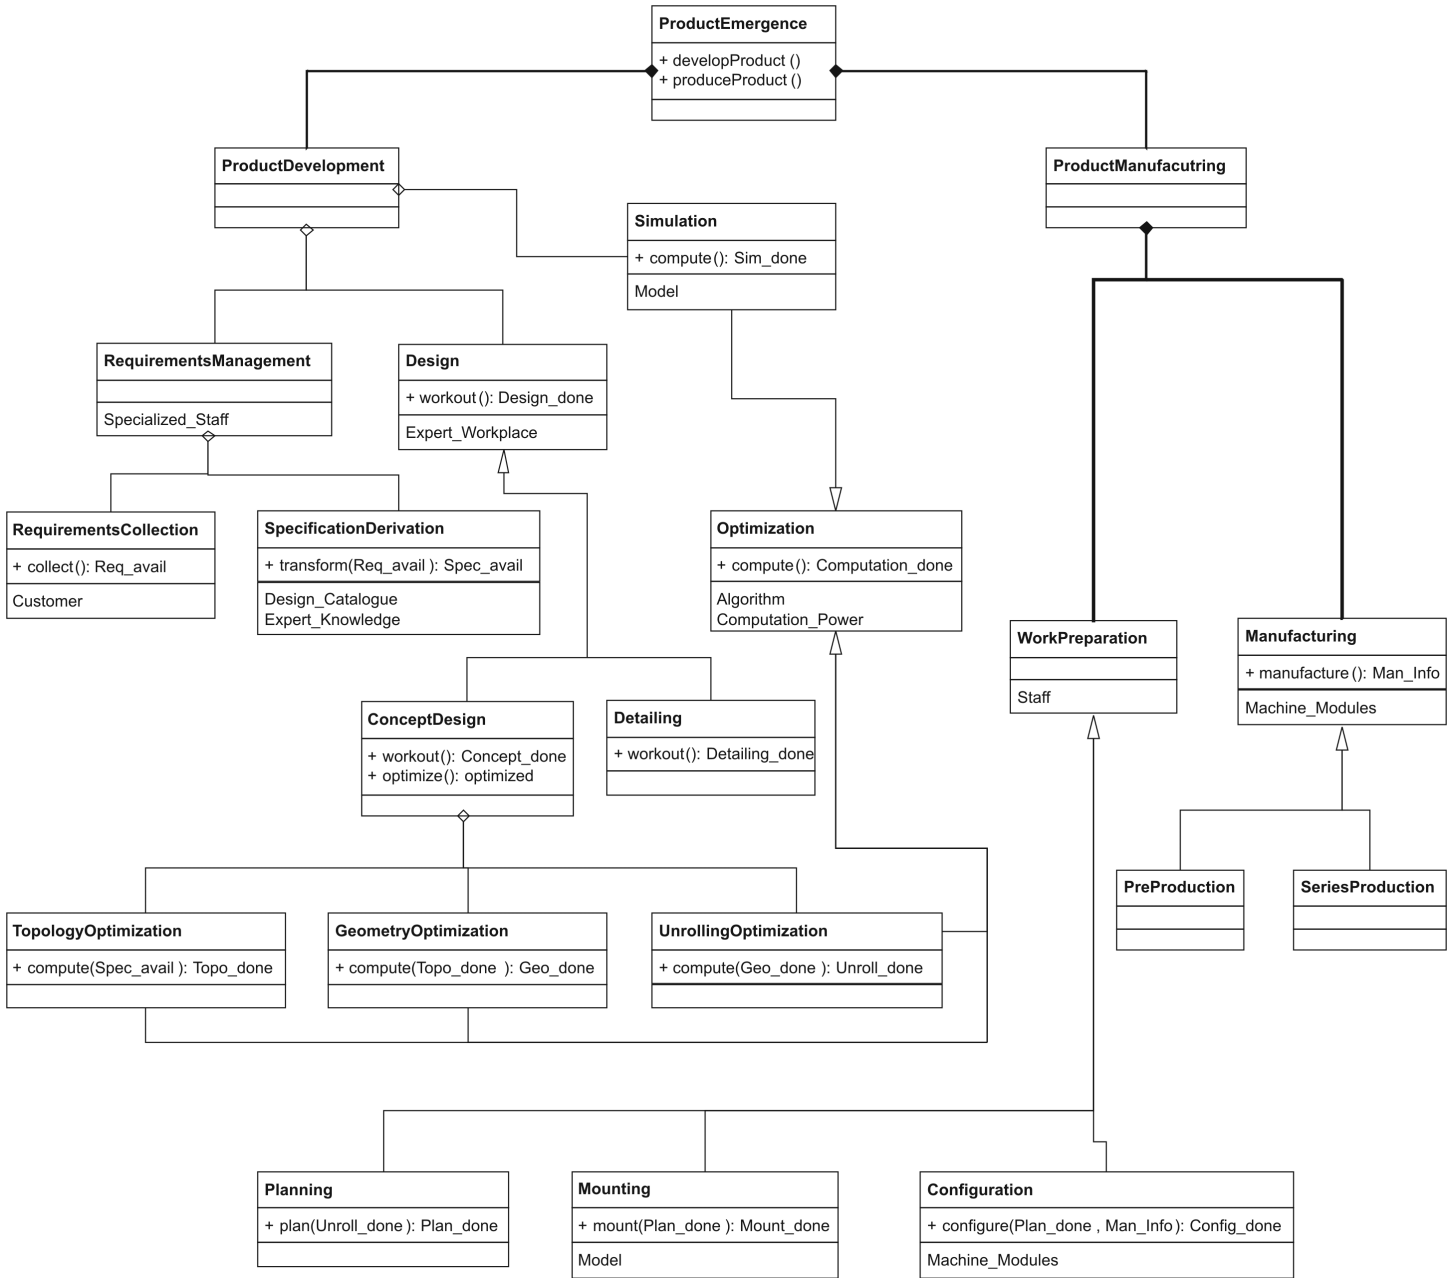 ProductEmergence
+ developProduct ()
+ produceProduct ()
ProductDevelopment
ProductManufacutring
Simulation
+ compute(): Sim_done
Model
RequirementsManagement
Specialized_Staff
Design
+ workout(): Design_done
Expert_Workplace
RequirementsCollection
+ collect(): Req_avail
Customer
SpecificationDerivation
+ transform(Req_avail ): Spec_avail
Design_Catalogue
Expert_Knowledge
Optimization
+ compute(): Computation_done
Algorithm
Computation_Power
WorkPreparation
Staff
Manufacturing
+ manufacture(): Man_Info
Machine_Modules
ConceptDesign
+ workout(): Concept_done
+ optimize(): optimized
Detailing
+ workout(): Detailing_done
PreProduction
SeriesProduction
TopologyOptimization
+ compute(Spec_avail ): Topo_done
GeometryOptimization
+ compute(Topo_done ): Geo_done
UnrollingOptimization
+ compute(Geo_done ): Unroll_done
Planning
+ plan(Unroll_done ): Plan_done
Mounting
+ mount(Plan_done ): Mount_done
Model
Configuration
+ configure(Plan_done , Man_Info ): Config_done
Machine_Modules